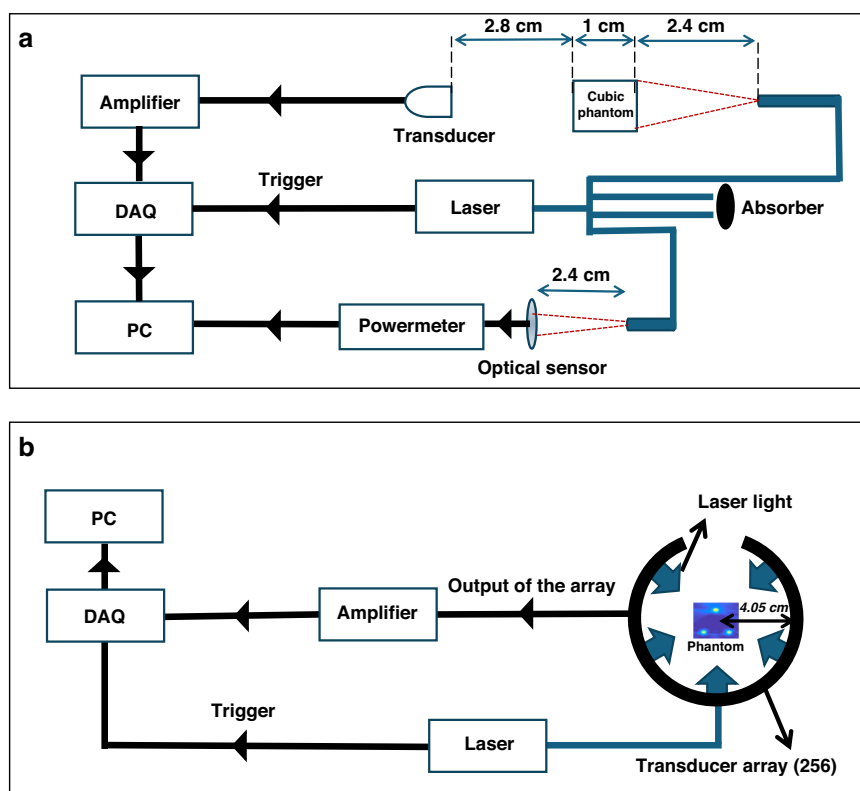 a
2.8 cm
1 cm
2.4 cm
Amplifier
Transducer
Cubic
phantom
DAQ
Trigger
Laser
Absorber
2.4 cm
PC
Powermeter
Optical sensor
b
PC
Laser light
DAQ
Amplifier
Output of the array
4.05 cm
Phantom
Trigger
Laser
Transducer array (256)